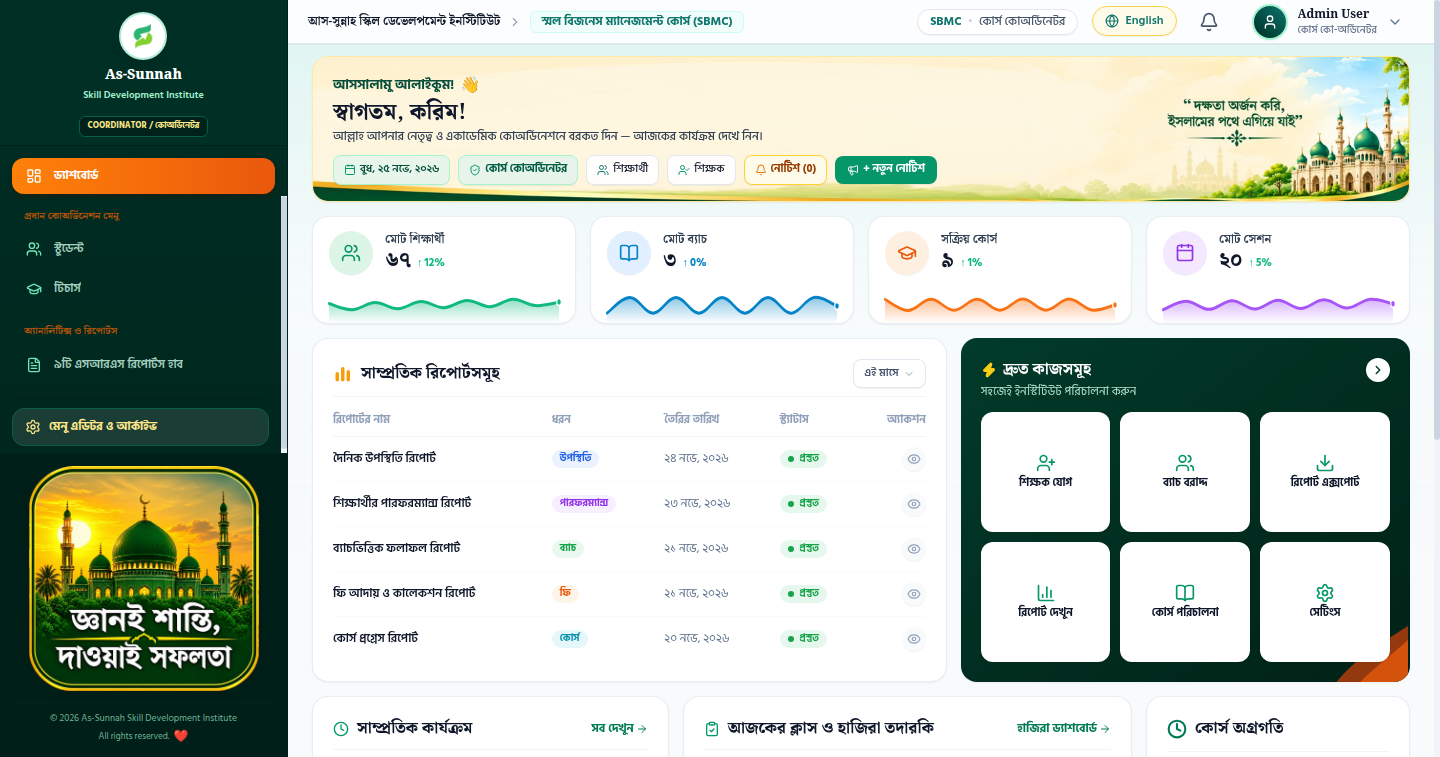 As-Sunnah
Skill Development Institute
COORDINATOR / কোঅর্ডিনেটর
ড্যাশবোর্ড
প্রধান কোঅর্ডিনেশন মেনু
স্টুডেন্ট
টিচার্স
অ্যানালিটিক্স ও রিপোর্টস
৯টি এসআরএস রিপোর্টস হাব
মেনু এডিটর ও আর্কাইভ
জ্ঞানই শান্তি,
দাওয়াই সফলতা
© 2026 As-Sunnah Skill Development Institute
All rights reserved. ❤️
আস-সুন্নাহ স্কিল ডেভেলপমেন্ট ইনস্টিটিউট > স্মল বিজনেস ম্যানেজমেন্ট কোর্স (SBMC)
SBMC • কোর্স কোঅর্ডিনেটর
English
Admin User
কোর্স কো-অর্ডিনেটর
আসসালামু আলাইকুম! 👋
স্বাগতম, করিম!
আল্লাহ আপনার নেতৃত্ব ও একাডেমিক কোঅর্ডিনেশনে বরকত দিন — আজকের কার্যক্রম দেখে নিন।
বুধ, ২৫ নভে, ২০২৬ কোর্স কোঅর্ডিনেটর শিক্ষার্থী শিক্ষক নোটিশ (0) + নতুন নোটিশ
“ দক্ষতা অর্জন করি,
ইসলামের পথে এগিয়ে যাই”
মোট শিক্ষার্থী
৬৭ ↑ 12%
মোট ব্যাচ
৩ ↑ 0%
সক্রিয় কোর্স
৯ ↑ 1%
মোট সেশন
২০ ↑ 5%
সাম্প্রতিক রিপোর্টসমূহ
এই মাসে
রিপোর্টের নাম ধরন তৈরির তারিখ স্ট্যাটাস অ্যাকশন
দৈনিক উপস্থিতি রিপোর্ট উপস্থিতি ২৪ নভে, ২০২৬ প্রস্তুত
শিক্ষার্থীর পারফরম্যান্স রিপোর্ট পারফরম্যান্স ২৩ নভে, ২০২৬ প্রস্তুত
ব্যাচভিত্তিক ফলাফল রিপোর্ট ব্যাচ ২১ নভে, ২০২৬ প্রস্তুত
ফি আদায় ও কালেকশন রিপোর্ট ফি ২১ নভে, ২০২৬ প্রস্তুত
কোর্স প্রগ্রেস রিপোর্ট কোর্স ২০ নভে, ২০২৬ প্রস্তুত
দ্রুত কাজসমূহ
সহজেই ইনস্টিটিউট পরিচালনা করুন
শিক্ষক যোগ
ব্যাচ বরাদ্দ
রিপোর্ট এক্সপোর্ট
রিপোর্ট দেখুন
কোর্স পরিচালনা
সেটিংস
সাম্প্রতিক কার্যক্রম
সব দেখুন →
আজকের ক্লাস ও হাজিরা তদারকি
হাজিরা ড্যাশবোর্ড →
কোর্স অগ্রগতি